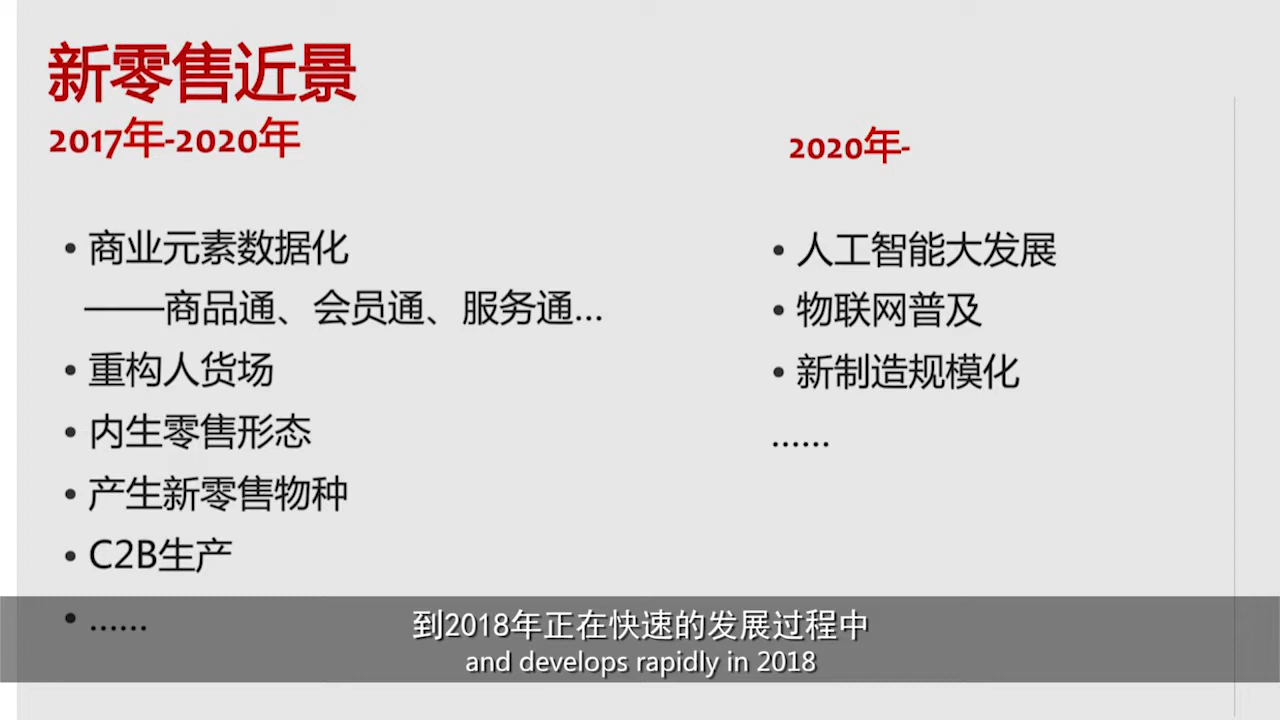 新零售近景
2017年-2020年
• 商业元素数据化
——商品通、会员通、服务通...
• 重构人货场
• 内生零售形态
• 产生新零售物种
• C2B生产
• ......
2020年-
• 人工智能大发展
• 物联网普及
• 新制造规模化
......
到2018年正在快速的发展过程中
and develops rapidly in 2018